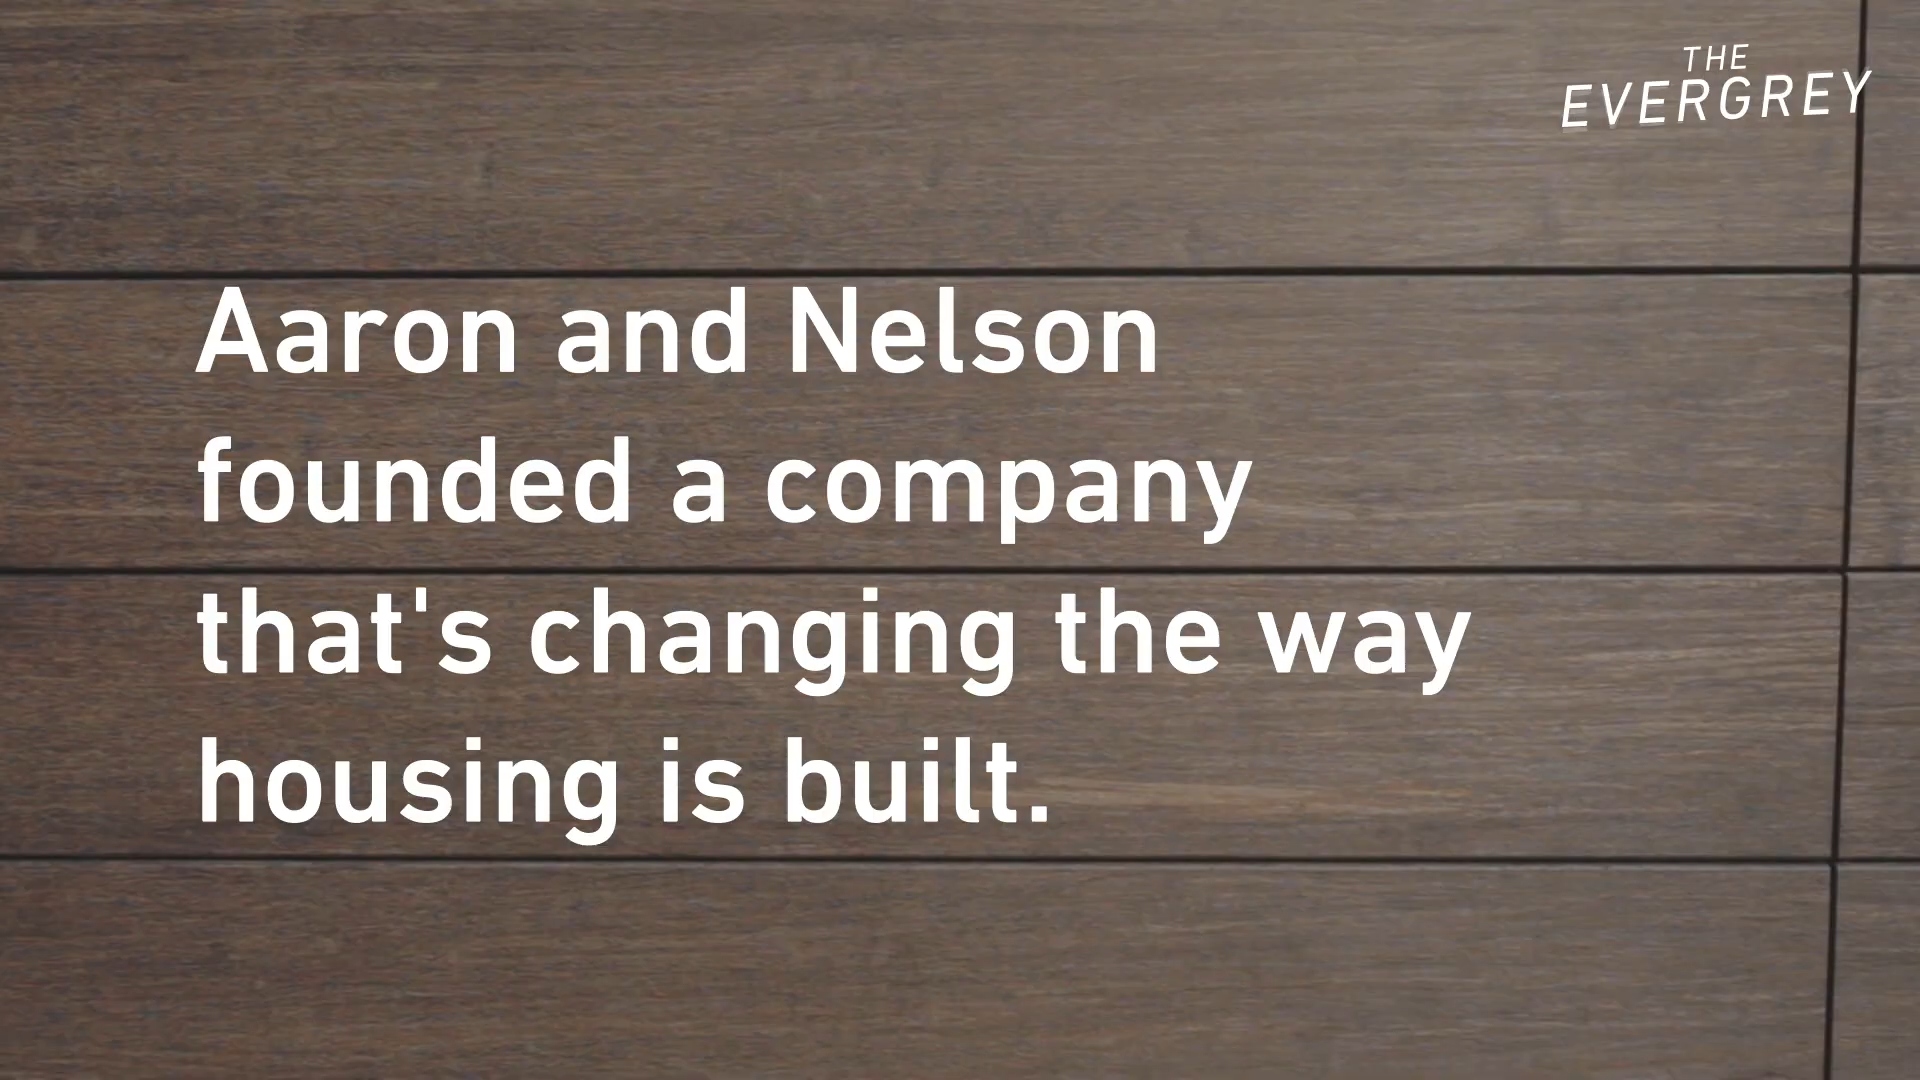 THE
EVERGREY
Aaron and Nelson
founded a company
that's changing the way
housing is built.